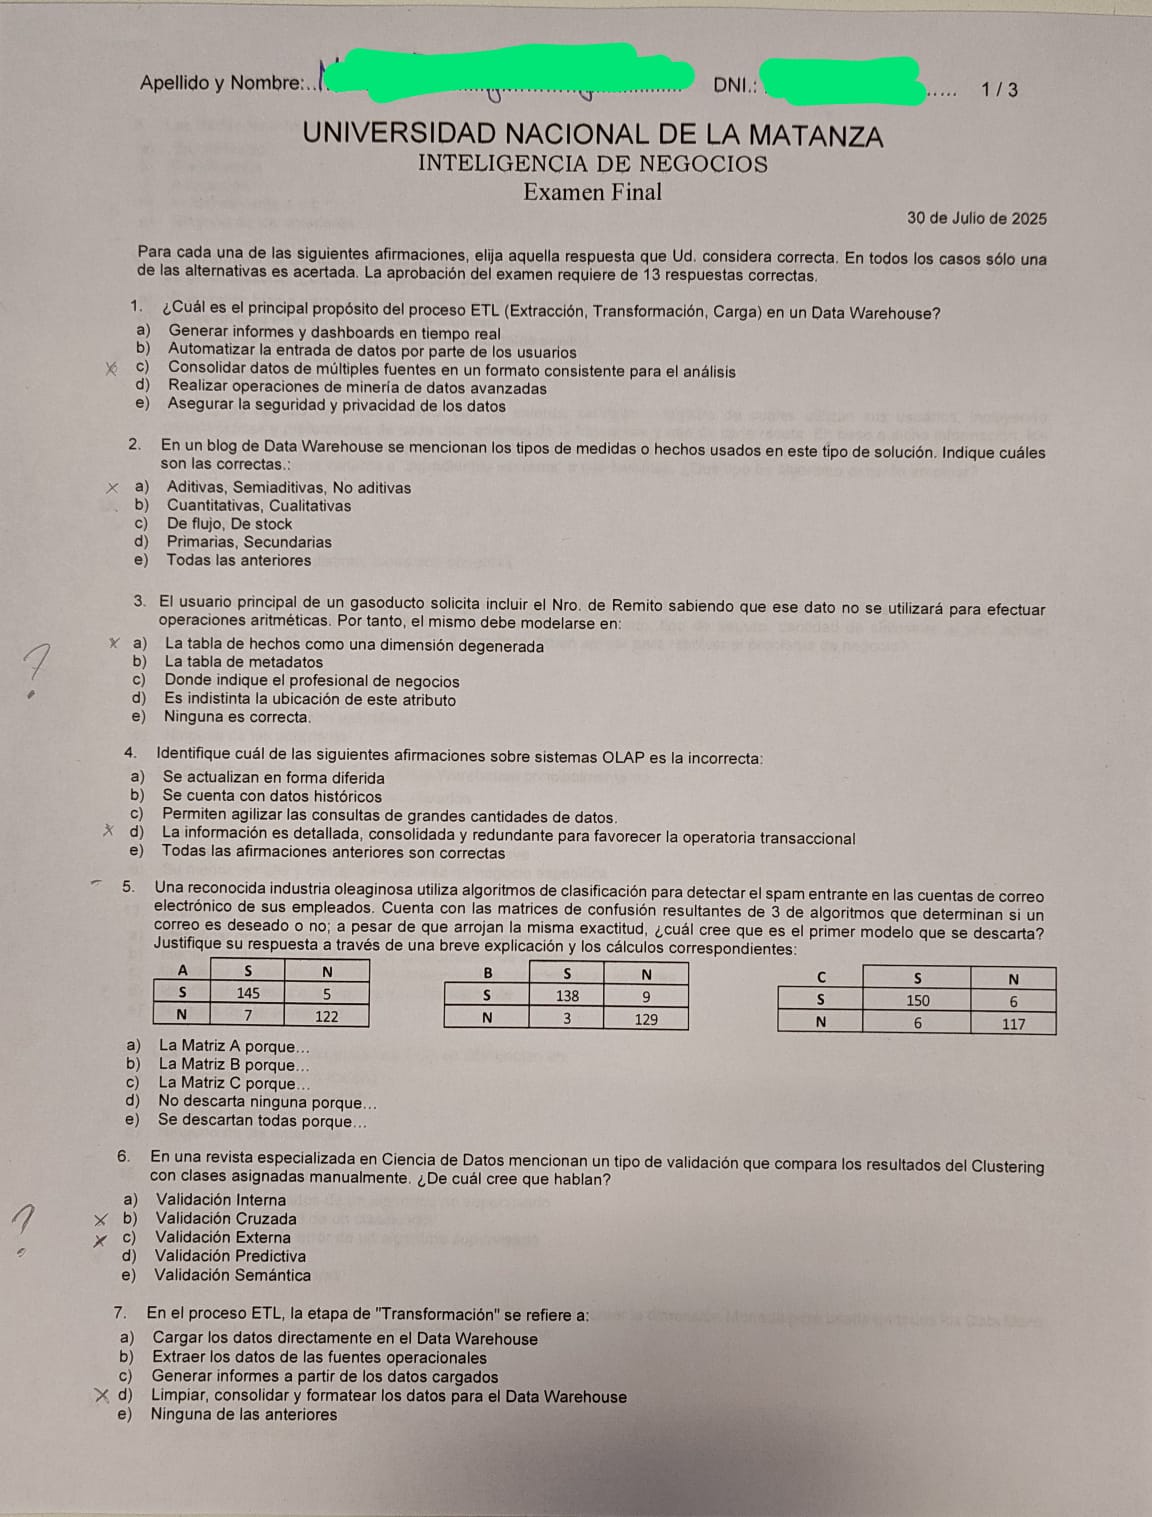 Apellido y Nombre:..
DNI.: ..... 1 / 3
UNIVERSIDAD NACIONAL DE LA MATANZA
INTELIGENCIA DE NEGOCIOS
Examen Final
30 de Julio de 2025
Para cada una de las siguientes afirmaciones, elija aquella respuesta que Ud. considera correcta. En todos los casos sólo una
de las alternativas es acertada. La aprobación del examen requiere de 13 respuestas correctas.
1. ¿Cuál es el principal propósito del proceso ETL (Extracción, Transformación, Carga) en un Data Warehouse?
a) Generar informes y dashboards en tiempo real
b) Automatizar la entrada de datos por parte de los usuarios
X c) Consolidar datos de múltiples fuentes en un formato consistente para el análisis
d) Realizar operaciones de minería de datos avanzadas
e) Asegurar la seguridad y privacidad de los datos
2. En un blog de Data Warehouse se mencionan los tipos de medidas o hechos usados en este tipo de solución. Indique cuáles
son las correctas.:
X a) Aditivas, Semiaditivas, No aditivas
b) Cuantitativas, Cualitativas
c) De flujo, De stock
d) Primarias, Secundarias
e) Todas las anteriores
3. El usuario principal de un gasoducto solicita incluir el Nro. de Remito sabiendo que ese dato no se utilizará para efectuar
operaciones aritméticas. Por tanto, el mismo debe modelarse en:
? X a) La tabla de hechos como una dimensión degenerada
b) La tabla de metadatos
c) Donde indique el profesional de negocios
d) Es indistinta la ubicación de este atributo
e) Ninguna es correcta.
4. Identifique cuál de las siguientes afirmaciones sobre sistemas OLAP es la incorrecta:
a) Se actualizan en forma diferida
b) Se cuenta con datos históricos
c) Permiten agilizar las consultas de grandes cantidades de datos.
X d) La información es detallada, consolidada y redundante para favorecer la operatoria transaccional
e) Todas las afirmaciones anteriores son correctas
5. Una reconocida industria oleaginosa utiliza algoritmos de clasificación para detectar el spam entrante en las cuentas de correo
electrónico de sus empleados. Cuenta con las matrices de confusión resultantes de 3 de algoritmos que determinan si un
correo es deseado o no; a pesar de que arrojan la misma exactitud, ¿cuál cree que es el primer modelo que se descarta?
Justifique su respuesta a través de una breve explicación y los cálculos correspondientes:
A S N
S 145 5
N 7 122
B S N
S 138 9
N 3 129
C S N
S 150 6
N 6 117
a) La Matriz A porque...
b) La Matriz B porque...
c) La Matriz C porque...
d) No descarta ninguna porque...
e) Se descartan todas porque...
6. En una revista especializada en Ciencia de Datos mencionan un tipo de validación que compara los resultados del Clustering
con clases asignadas manualmente. ¿De cuál cree que hablan?
a) Validación Interna
? X b) Validación Cruzada
X c) Validación Externa
d) Validación Predictiva
e) Validación Semántica
7. En el proceso ETL, la etapa de "Transformación" se refiere a:
a) Cargar los datos directamente en el Data Warehouse
b) Extraer los datos de las fuentes operacionales
c) Generar informes a partir de los datos cargados
X d) Limpiar, consolidar y formatear los datos para el Data Warehouse
e) Ninguna de las anteriores